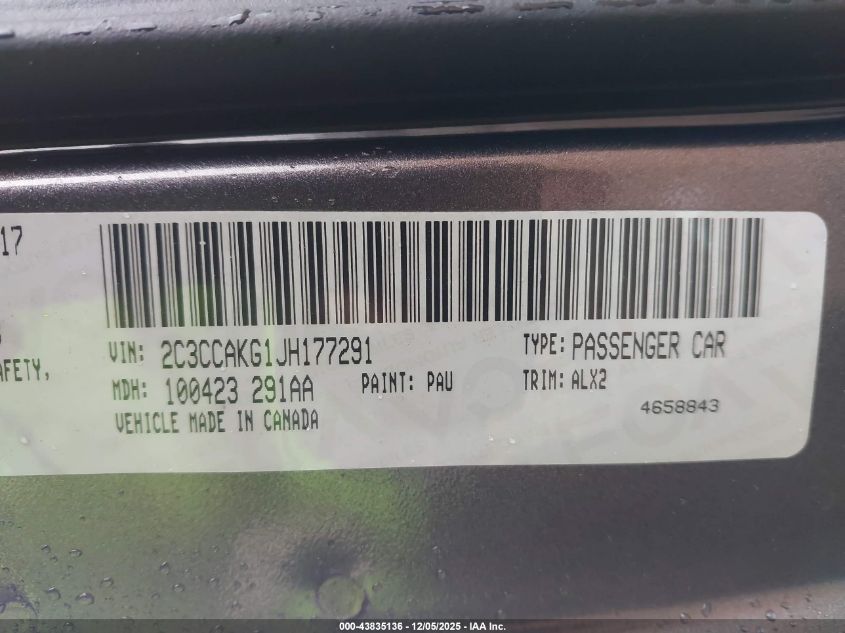 17
AFETY,
VIN: 2C3CCAKG1JH177291
TYPE: PASSENGER CAR
MDH: 100423 291AA
PAINT: PAU
TRIM: ALX2
VEHICLE MADE IN CANADA
4658843
000-43835136 - 12/05/2025 - IAA Inc.